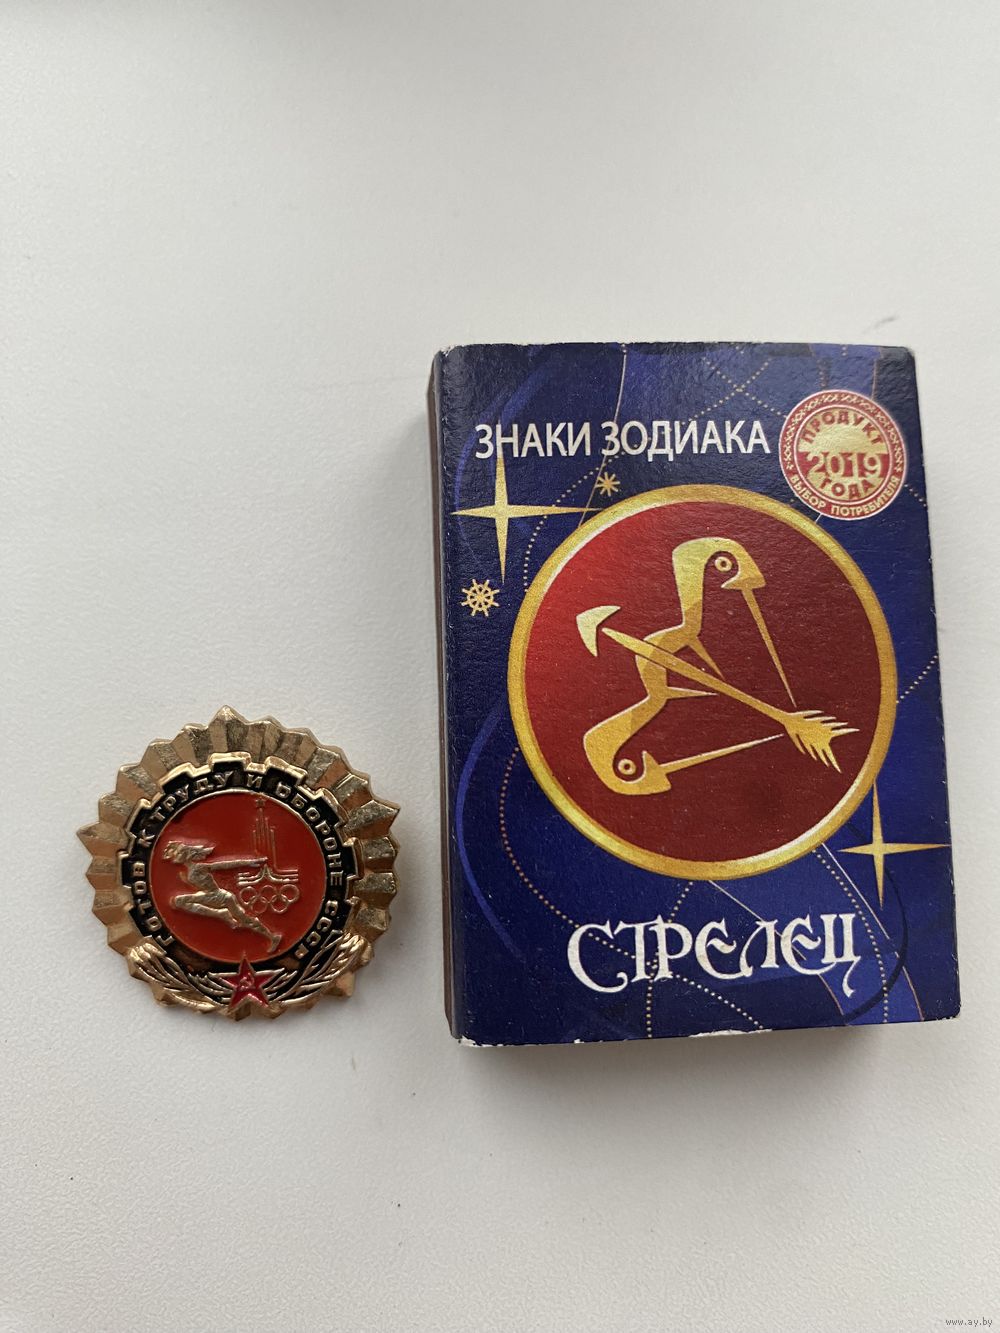 ЗНАКИ ЗОДИАКА
ПРОДУКТ
2019
ГОДА
ВЫБОР ПОТРЕБИТЕЛЯ
ГОТОВ К ТРУДУ И ОБОРОНЕ СССР
СТРЕЛЕЦ
www.ay.by